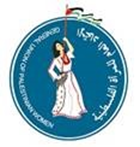 الاتحاد العام للمرأة الفلسطينية
GENERAL UNION OF PALESTINIAN WOMEN